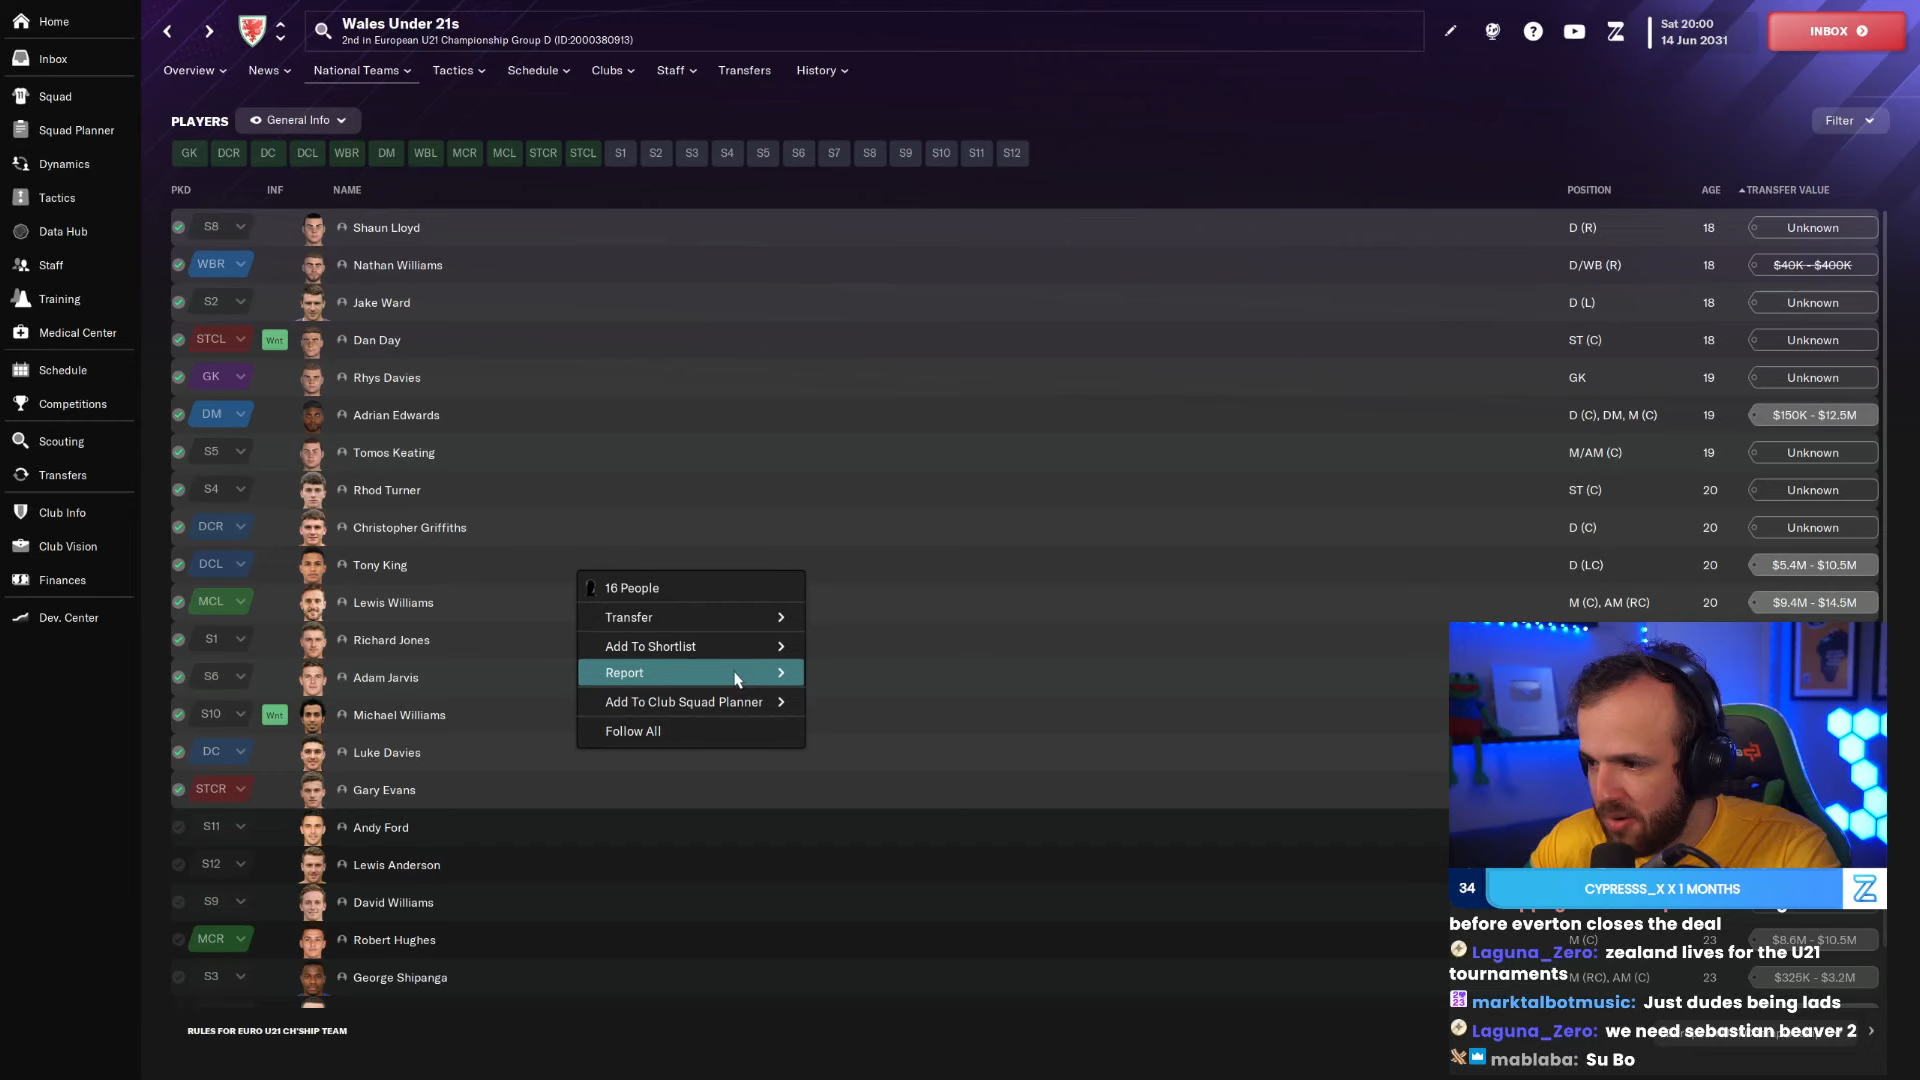 Home
Inbox
Squad
Squad Planner
Dynamics
Tactics
Data Hub
Staff
Training
Medical Center
Schedule
Competitions
Scouting
Transfers
Club Info
Club Vision
Finances
Dev. Center
Wales Under 21s
2nd in European U21 Championship Group D (ID:2000380913)
Sat 20:00
14 Jun 2031
INBOX
Overview News National Teams Tactics Schedule Clubs Staff Transfers History
PLAYERS General Info Filter
GK DCR DC DCL WBR DM WBL MCR MCL STCR STCL S1 S2 S3 S4 S5 S6 S7 S8 S9 S10 S11 S12
PKD INF NAME POSITION AGE TRANSFER VALUE
S8 Shaun Lloyd D (R) 18 Unknown
WBR Nathan Williams D/WB (R) 18 $40K - $400K
S2 Jake Ward D (L) 18 Unknown
STCL Wnt Dan Day ST (C) 18 Unknown
GK Rhys Davies GK 19 Unknown
DM Adrian Edwards D (C), DM, M (C) 19 $150K - $12.5M
S5 Tomos Keating M/AM (C) 19 Unknown
S4 Rhod Turner ST (C) 20 Unknown
DCR Christopher Griffiths D (C) 20 Unknown
DCL Tony King D (LC) 20 $5.4M - $10.5M
MCL Lewis Williams M (C), AM (RC) 20 $9.4M - $14.5M
S1 Richard Jones
S6 Adam Jarvis
S10 Wnt Michael Williams
DC Luke Davies
STCR Gary Evans
S11 Andy Ford
S12 Lewis Anderson
S9 David Williams
MCR Robert Hughes M (C) 23 $8.6M - $10.5M
S3 George Shipanga M (RC), AM (C) 23 $325K - $3.2M
RULES FOR EURO U21 CH'SHIP TEAM
16 People
Transfer
Add To Shortlist
Report
Add To Club Squad Planner
Follow All
34 CYPRESSS_X X 1 MONTHS
before everton closes the deal
Laguna_Zero: zealand lives for the U21
tournaments
marktalbotmusic: Just dudes being lads
Laguna_Zero: we need sebastian beaver 2
mablaba: Su Bo